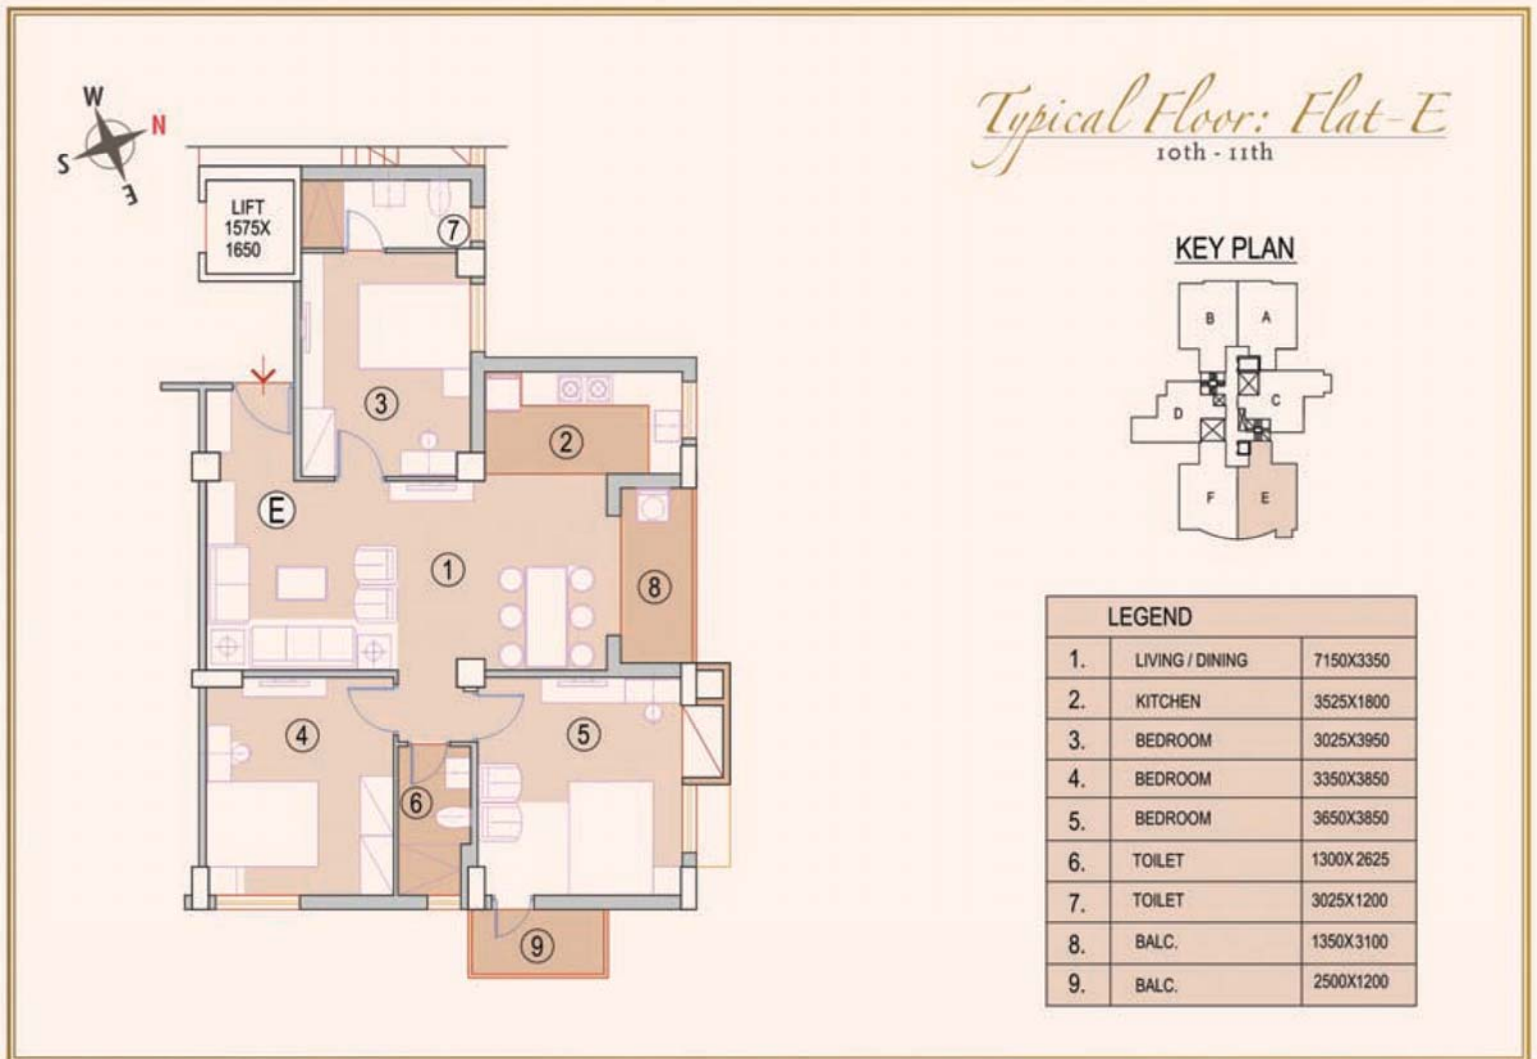 Typical Floor: Flat-E
10th - 11th
W
N
S
E
LIFT
1575X
1650
7
3
2
E
1
8
4
5
6
9
KEY PLAN
B A
D C
F E
LEGEND
1. LIVING / DINING 7150X3350
2. KITCHEN 3525X1800
3. BEDROOM 3025X3950
4. BEDROOM 3350X3850
5. BEDROOM 3650X3850
6. TOILET 1300X2625
7. TOILET 3025X1200
8. BALC. 1350X3100
9. BALC. 2500X1200